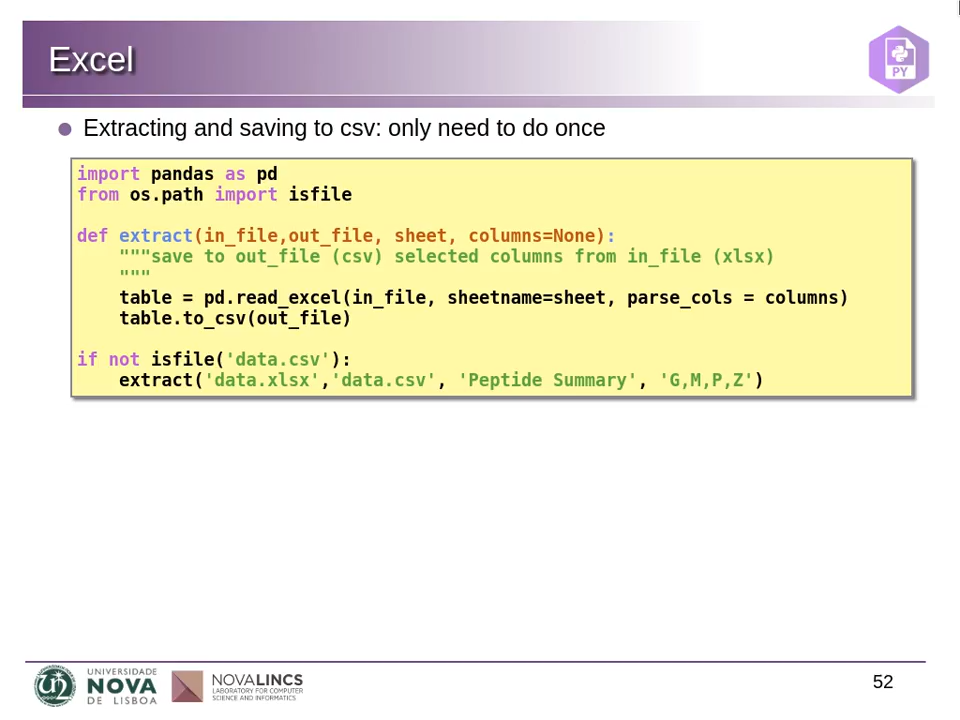 Excel
PY
Extracting and saving to csv: only need to do once
import pandas as pd
from os.path import isfile
def extract(in_file,out_file, sheet, columns=None):
    """save to out_file (csv) selected columns from in_file (xlsx)
    """
    table = pd.read_excel(in_file, sheetname=sheet, parse_cols = columns)
    table.to_csv(out_file)
if not isfile('data.csv'):
    extract('data.xlsx','data.csv', 'Peptide Summary', 'G,M,P,Z')
UNIVERSIDADE
NOVA
DE LISBOA
NOVALINCS
LABORATORY FOR COMPUTER
SCIENCE AND INFORMATICS
52